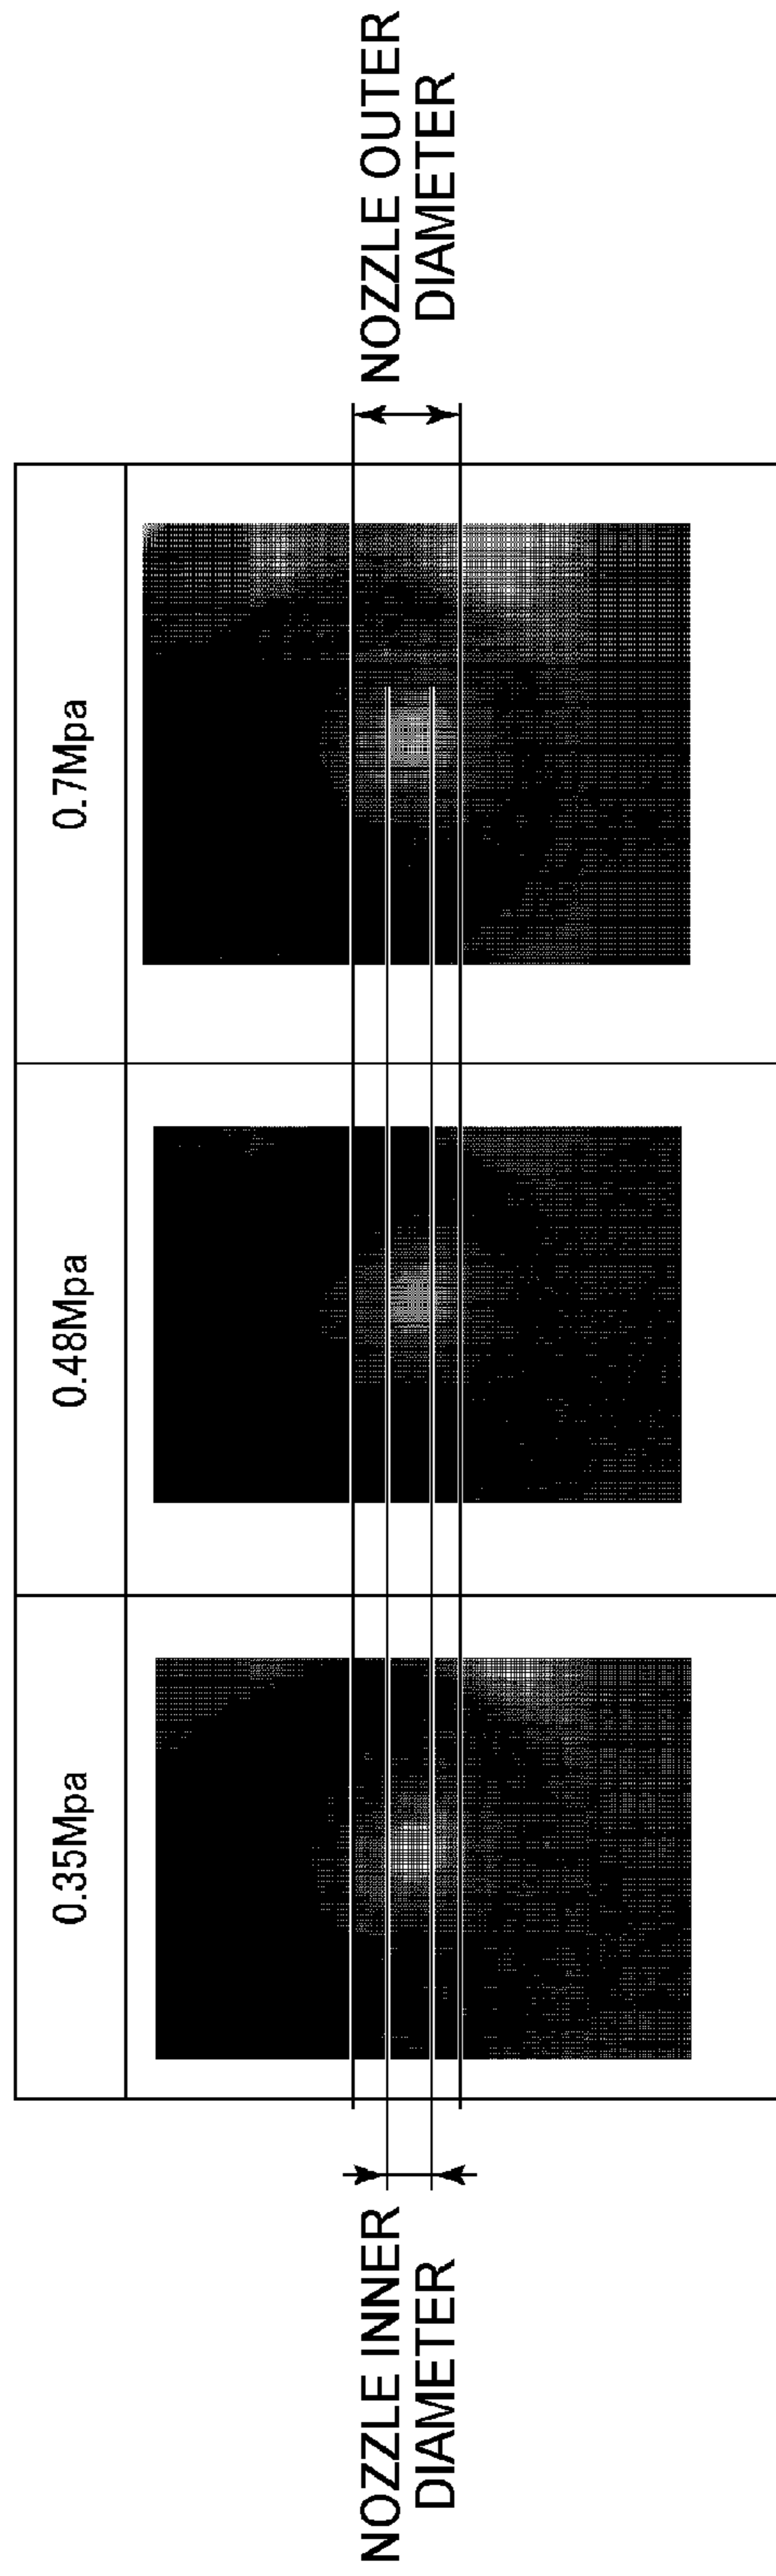 0.35Mpa
0.48Mpa
0.7Mpa
NOZZLE INNER
DIAMETER
NOZZLE OUTER
DIAMETER